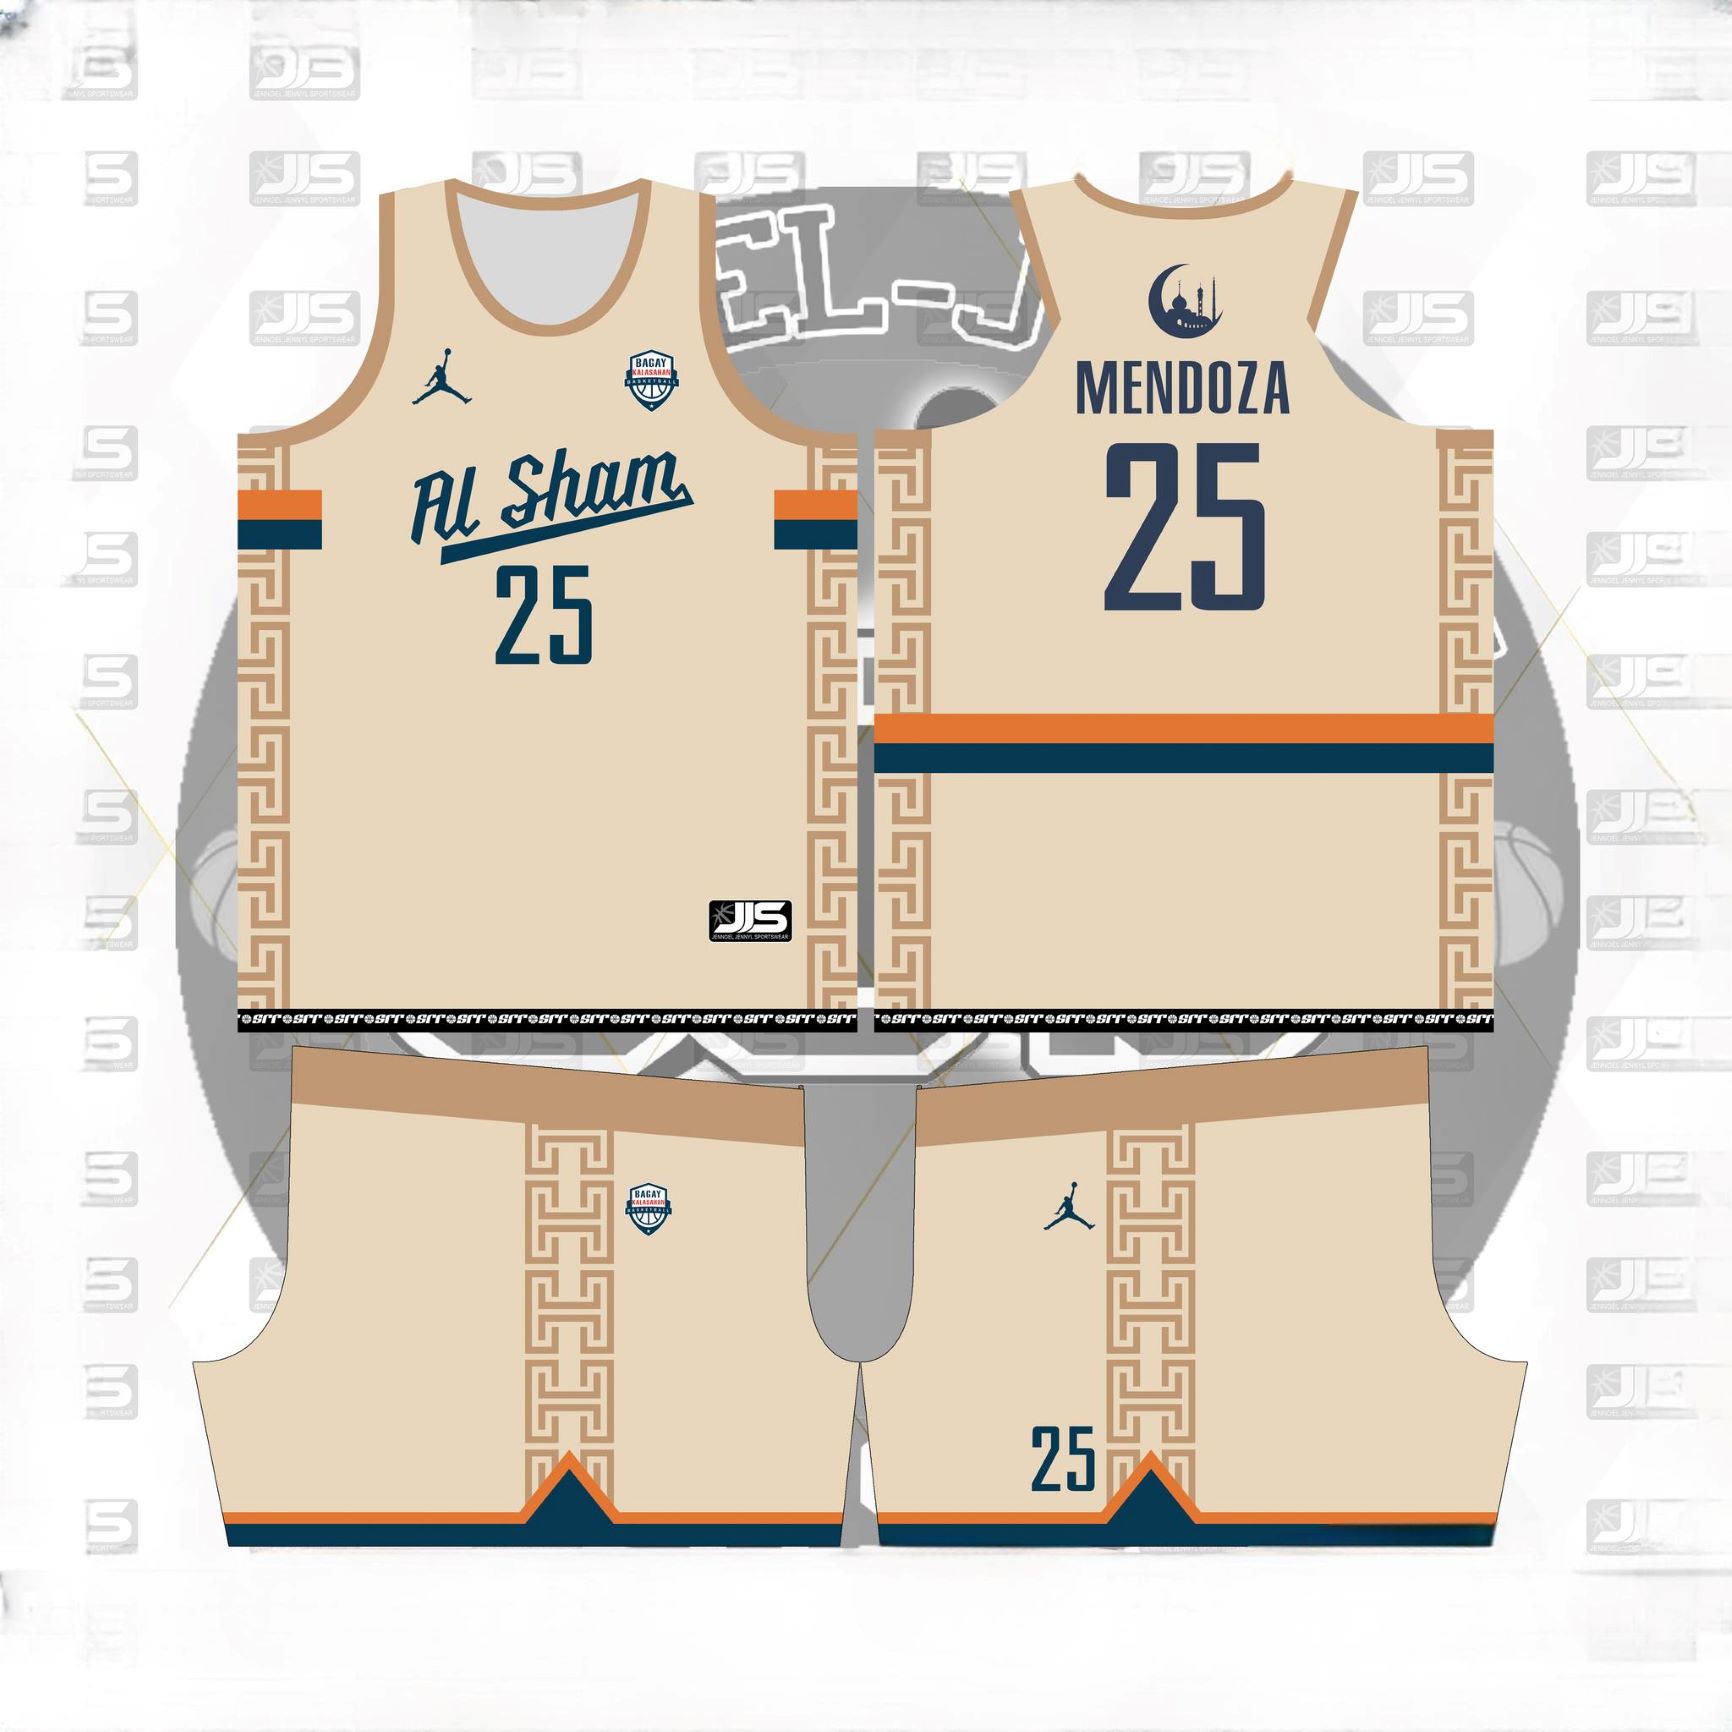 BAGAY
KALASAHAN
BASKETBALL
Al Sham
25
JJS
JENNOEL JENNYL SPORTSWEAR
MENDOZA
25
BAGAY
KALASAHAN
BASKETBALL
25